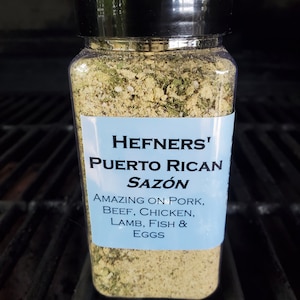 HEFNERS'
PUERTO RICAN
SAZÓN
AMAZING ON PORK,
BEEF, CHICKEN,
LAMB, FISH &
EGGS